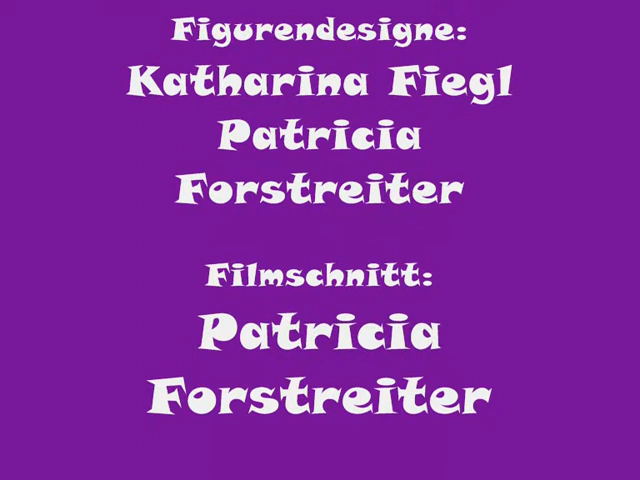 Figurendesigne:
Katharina Fiegl
Patricia
Forstreiter
Filmschnitt:
Patricia
Forstreiter